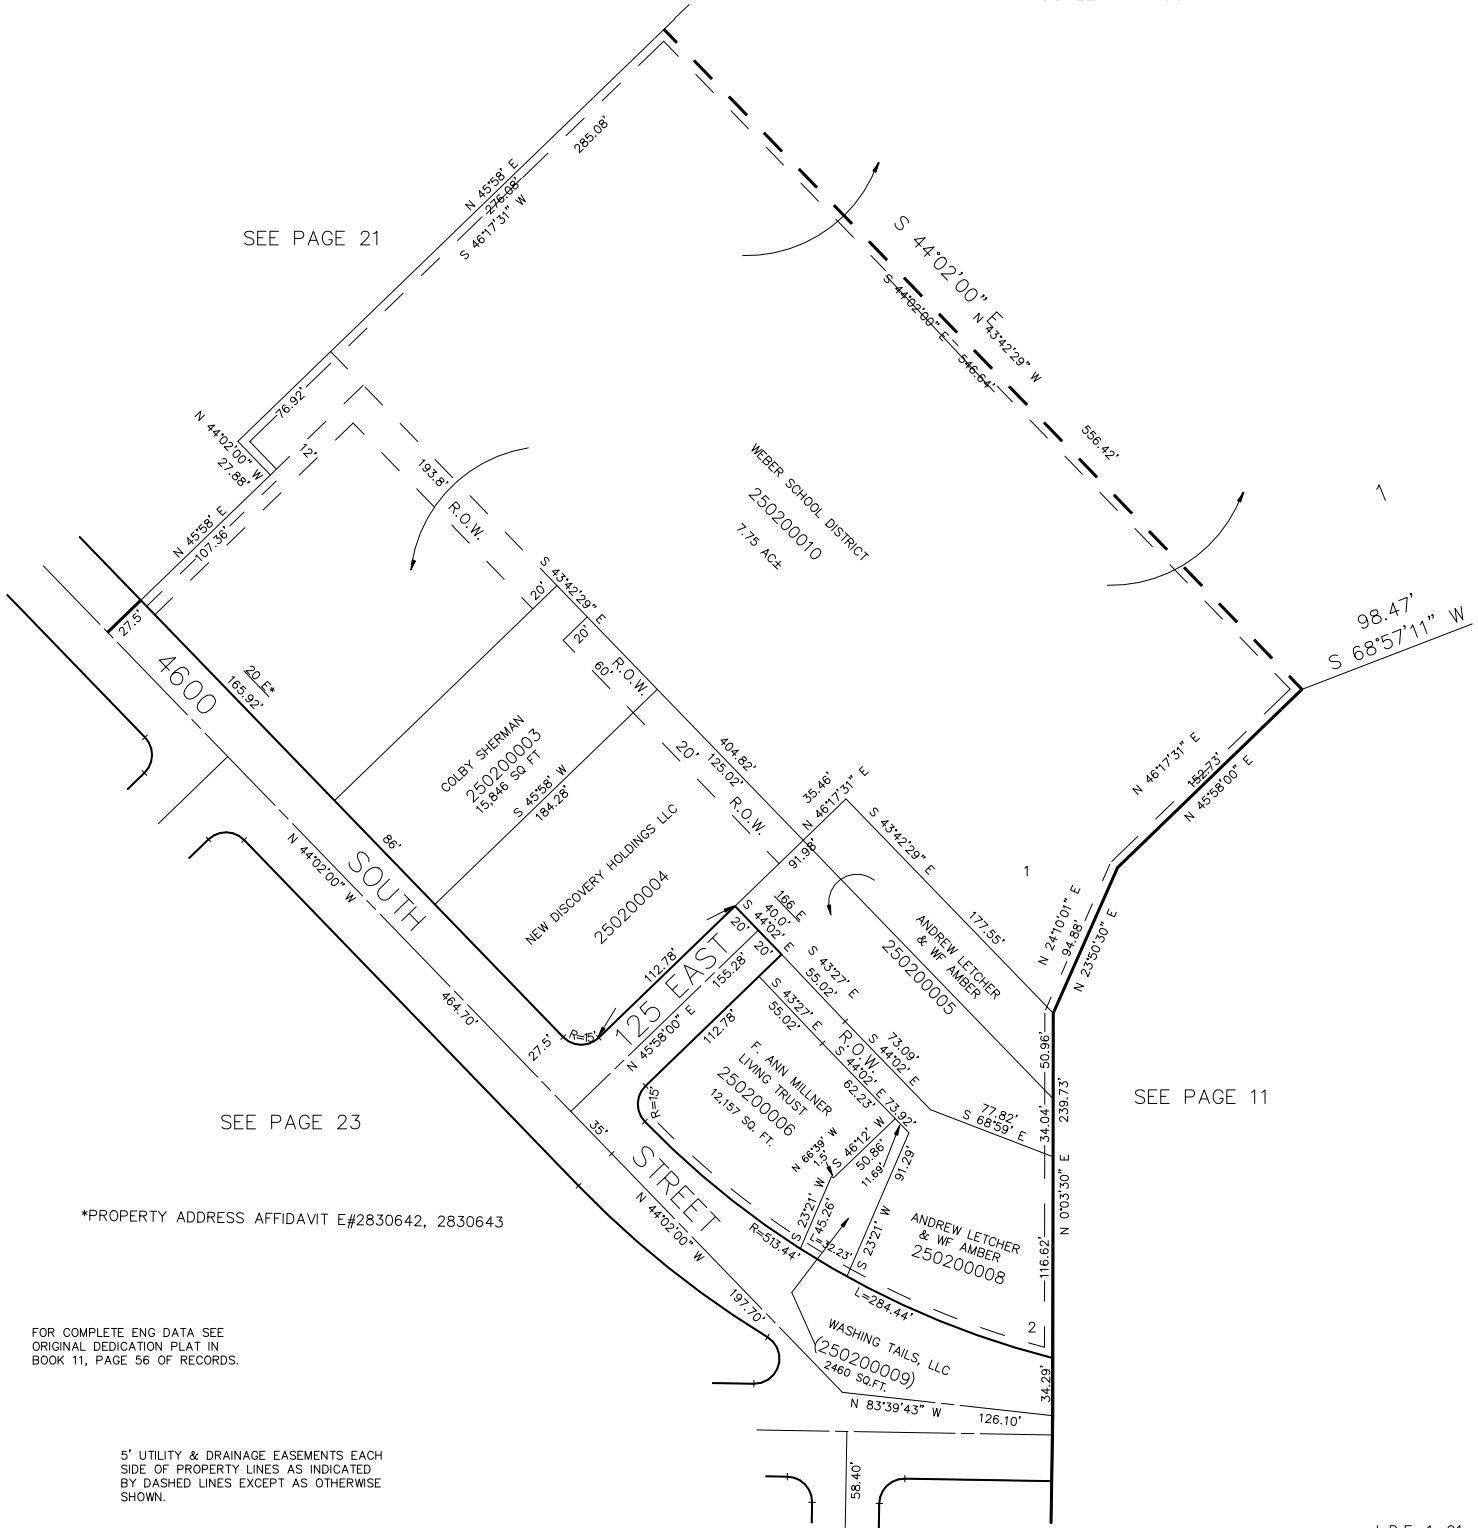 285.08'
N 45°58' E
276.08'
S 46°17'31" W
SEE PAGE 21
S 44°02'00" E
S 44°02'00" E
546.64'
N 43°42'29" W
556.42'
76.92'
N 44°02'00" W
27.88'
12'
193.8'
R.O.W.
N 45°58' E
107.36'
WEBER SCHOOL DISTRICT
250200010
7.75 AC±
1
98.47'
S 68°57'11" W
27.5'
4600
20 E*
165.92'
S 43°42'29" E
20'
20'
60'
R.O.W.
COLBY SHERMAN
250200003
15,846 SQ FT
S 45°58' W
184.28'
404.82'
125.02'
20'
R.O.W.
N 46°17'31" E
152.73'
N 45°58'00" E
35.46'
N 46°17'31" E
91.98'
S 43°42'29" E
177.55'
1
86'
SOUTH
N 44°02'00" W
NEW DISCOVERY HOLDINGS LLC
250200004
166 E
40.0'
S 44°02' E
20'
20'
ANDREW LETCHER
& WF AMBER
250200005
N 24°10'01" E
94.88'
N 23°50'30" E
112.78'
125 EAST
155.28'
N 45°58'00" E
112.78'
S 43°27' E
55.02'
S 43°27' E
55.02'
R.O.W.
S 44°02' E
62.23'
73.09'
S 44°02' E
464.70'
27.5'
R=15'
R=15'
F. ANN MILLNER
LIVING TRUST
250200006
12,157 SQ. FT.
73.92'
77.82'
S 68°59' E
50.96'
34.04'
239.73'
SEE PAGE 11
SEE PAGE 23
35'
STREET
N 66°39' W
1.5'
S 46°12' W
50.86'
11.69'
91.29'
S 23°21' W
45.26'
S 23°21' W
N 0°03'30" E
116.62'
*PROPERTY ADDRESS AFFIDAVIT E#2830642, 2830643
N 44°02'00" W
R=513.44'
L=32.23'
ANDREW LETCHER
& WF AMBER
250200008
L=284.44'
197.70'
2
WASHING TAILS, LLC
(250200009)
2460 SQ.FT.
FOR COMPLETE ENG DATA SEE
ORIGINAL DEDICATION PLAT IN
BOOK 11, PAGE 56 OF RECORDS.
34.29'
N 83°39'43" W
126.10'
58.40'
5' UTILITY & DRAINAGE EASEMENTS EACH
SIDE OF PROPERTY LINES AS INDICATED
BY DASHED LINES EXCEPT AS OTHERWISE
SHOWN.